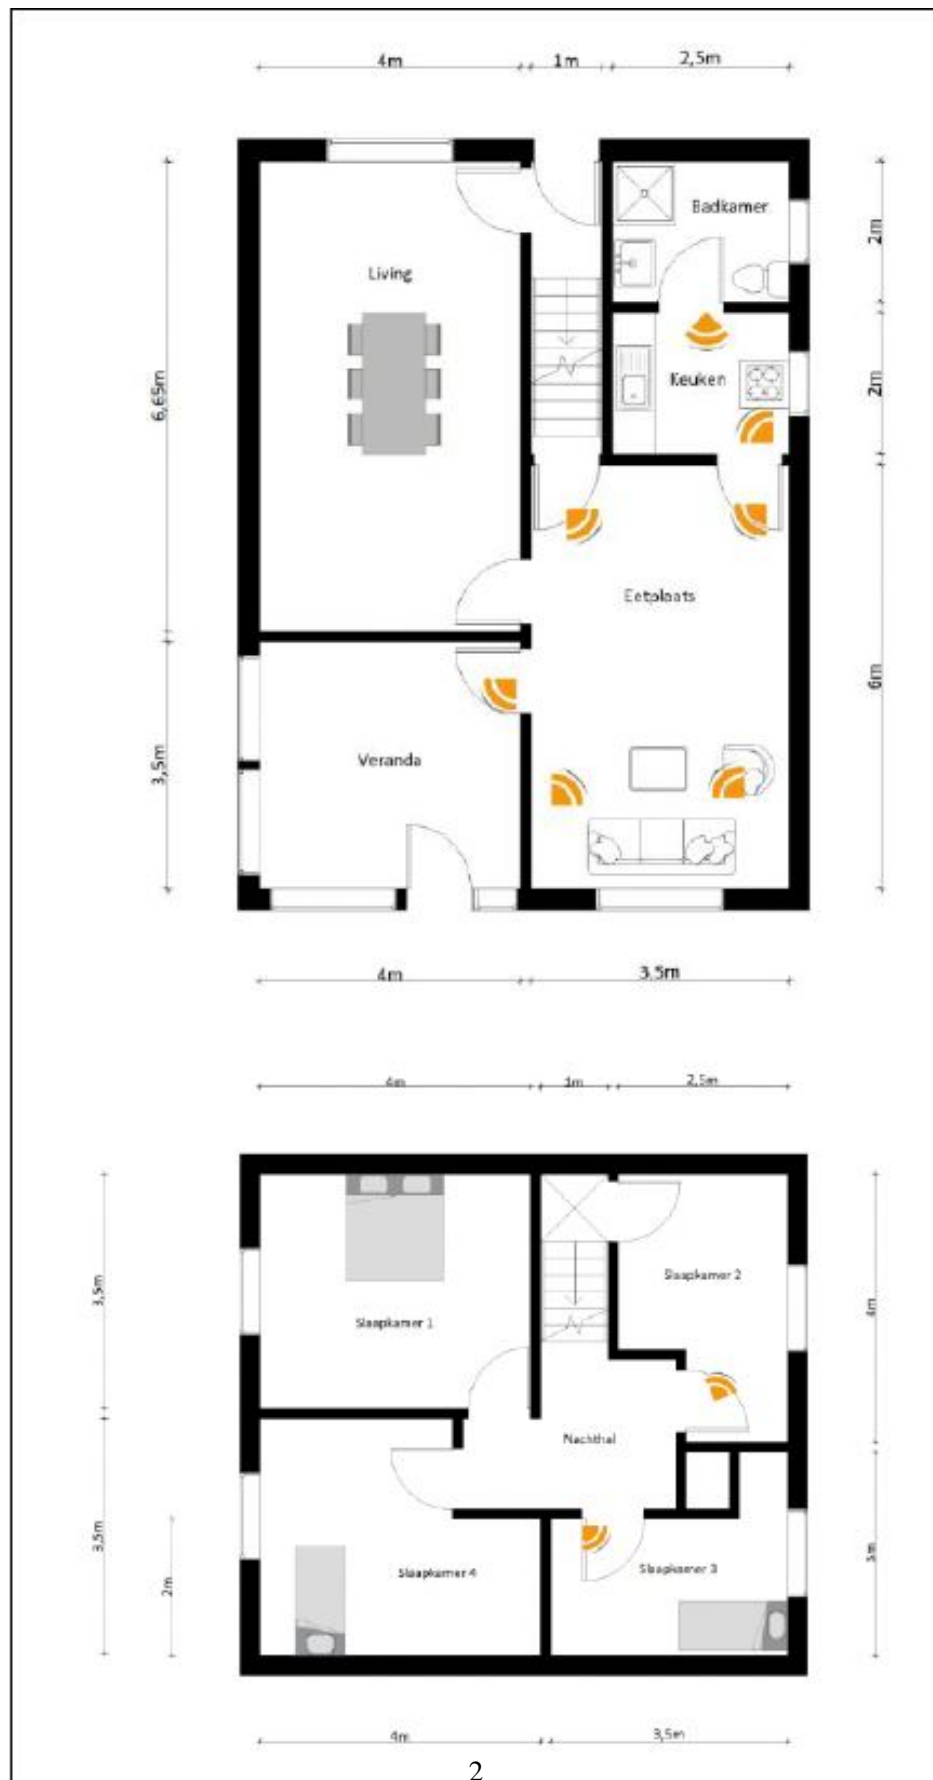 4m 1m 2,5m
Badkamer
2m
Living
6,65m
Keuken
2m
Eetplaats
6m
Veranda
3,5m
4m 3,5m
4m 1m 2,5m
3,5m
Slaapkamer 2
4m
Slaapkamer 1
Nachthal
3,5m
3m
Slaapkamer 4
Slaapkamer 3
2m
4m 3,5m
2